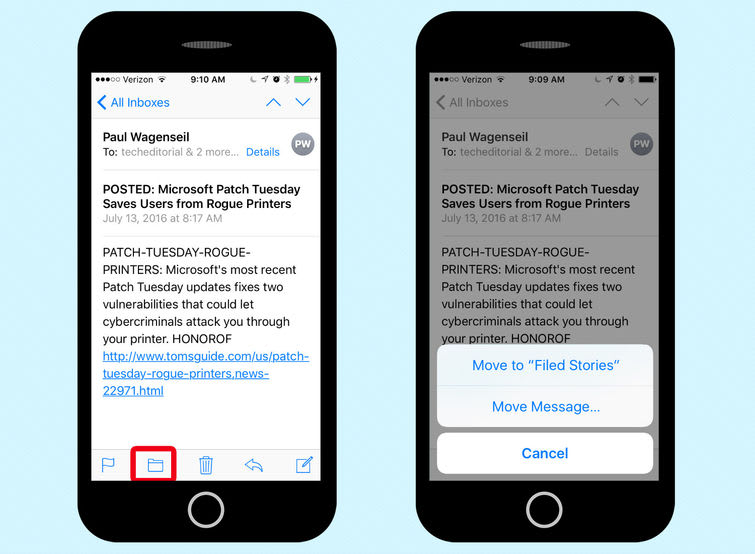 Verizon 9:10 AM
All Inboxes
Paul Wagenseil
PW
To: techeditorial & 2 more... Details
POSTED: Microsoft Patch Tuesday
Saves Users from Rogue Printers
July 13, 2016 at 8:17 AM
PATCH-TUESDAY-ROGUE-
PRINTERS: Microsoft's most recent
Patch Tuesday updates fixes two
vulnerabilities that could let
cybercriminals attack you through
your printer. HONOROF
http://www.tomsguide.com/us/patch-
tuesday-rogue-printers,news-
22971.html
Verizon 9:09 AM
All Inboxes
Paul Wagenseil
PW
To: techeditorial & 2 more... Details
POSTED: Microsoft Patch Tuesday
Saves Users from Rogue Printers
July 13, 2016 at 8:17 AM
PATCH-TUESDAY-ROGUE-
PRINTERS: Microsoft's most recent
Patch Tuesday updates fixes two
vulnerabilities that could let
cybercriminals attack you through
your printer. HONOROF
Move to “Filed Stories”
Move Message...
Cancel